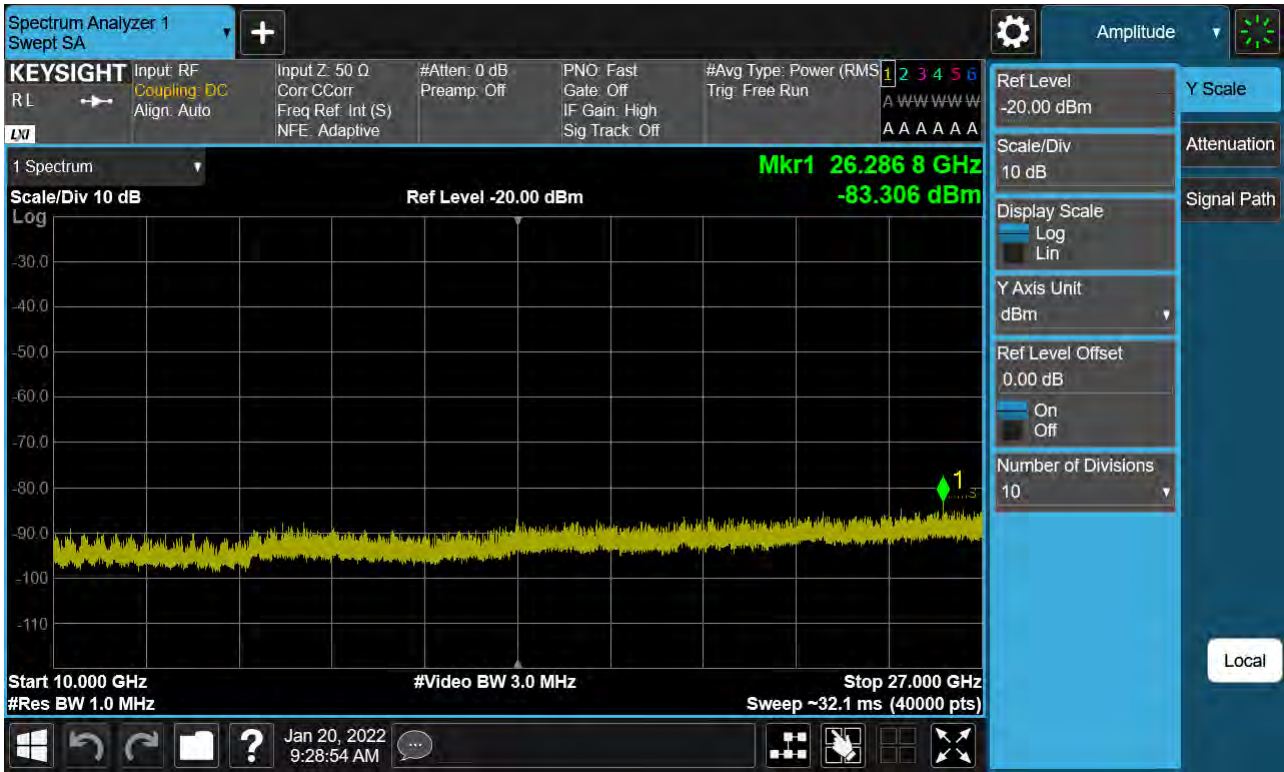 Spectrum Analyzer 1
Swept SA
Amplitude
KEYSIGHT
R L
LXI
Input: RF
Coupling: DC
Align: Auto
Input Z: 50 Ω
Corr CCorr
Freq Ref: Int (S)
NFE: Adaptive
#Atten: 0 dB
Preamp: Off
PNO: Fast
Gate: Off
IF Gain: High
Sig Track: Off
#Avg Type: Power (RMS
Trig: Free Run
1 2 3 4 5 6
A W W W W W
A A A A A A
1 Spectrum
Mkr1 26.286 8 GHz
-83.306 dBm
Scale/Div 10 dB
Ref Level -20.00 dBm
Log
-30.0
-40.0
-50.0
-60.0
-70.0
-80.0
-90.0
-100
-110
1
Start 10.000 GHz
#Video BW 3.0 MHz
Stop 27.000 GHz
#Res BW 1.0 MHz
Sweep ~32.1 ms (40000 pts)
Ref Level
-20.00 dBm
Scale/Div
10 dB
Display Scale
Log
Lin
Y Axis Unit
dBm
Ref Level Offset
0.00 dB
On
Off
Number of Divisions
10
Y Scale
Attenuation
Signal Path
Local
?
Jan 20, 2022
9:28:54 AM